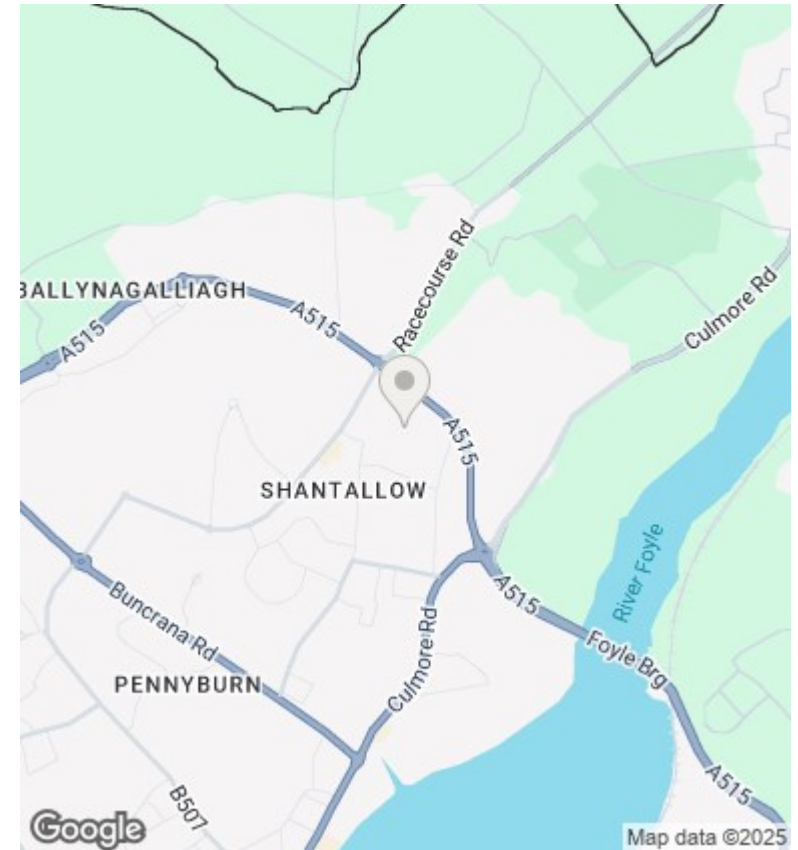 Racecourse Rd
BALLYNAGALLIAGH
A515
Culmore Rd
A515
A515
SHANTALLOW
River Foyle
A515
Buncrana Rd
Foyle Brg
Culmore Rd
PENNYBURN
A515
B507
Google
Map data ©2025